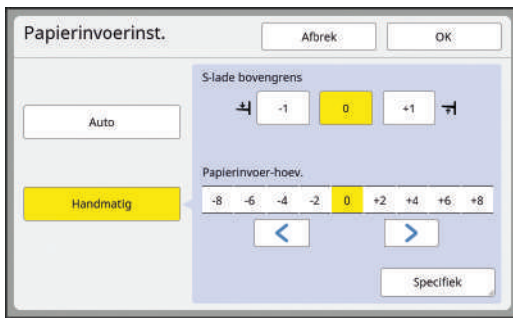 Papierinvoerinst.
Afbrek
OK
S-lade bovengrens
-1
0
+1
Auto
Papierinvoer-hoev.
Handmatig
-8 -6 -4 -2 0 +2 +4 +6 +8
Specifiek